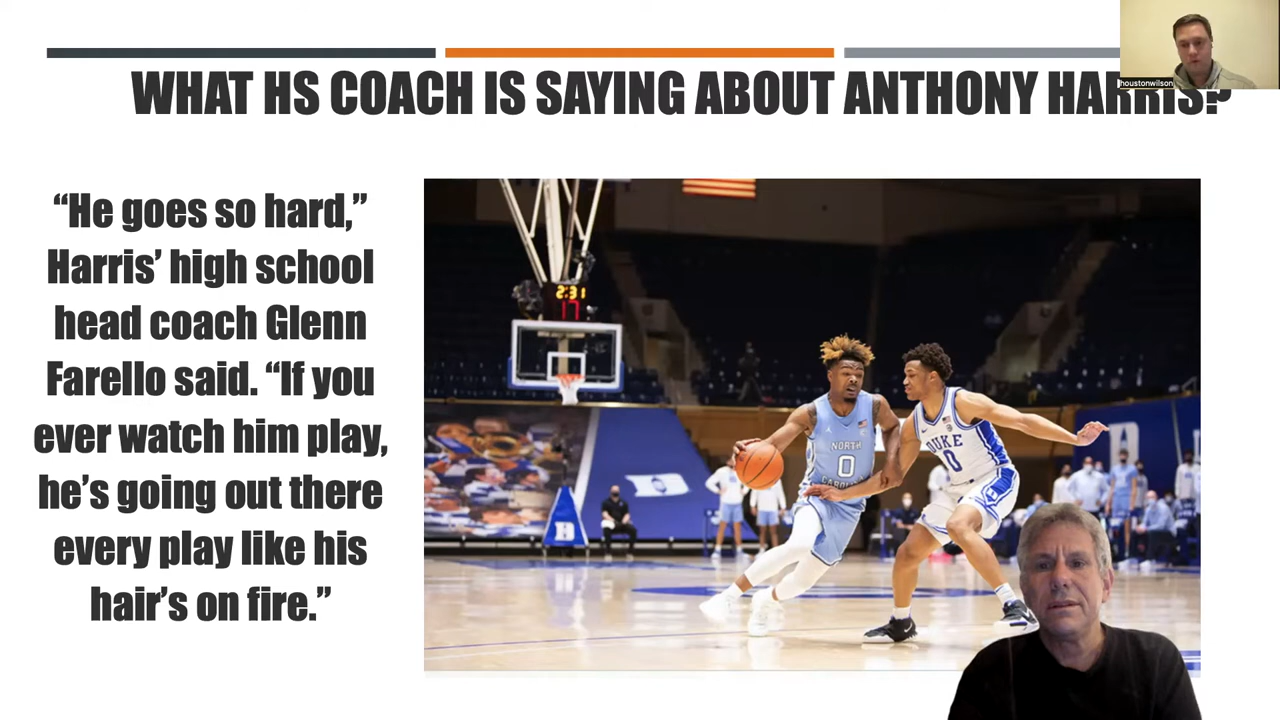 WHAT HS COACH IS SAYING ABOUT ANTHONY HARRIS?
houstonwilson
“He goes so hard,”
Harris’ high school
head coach Glenn
Farello said. “If you
ever watch him play,
he’s going out there
every play like his
hair’s on fire.”
2:31
17
NORTH
0
CAROLINA
DUKE
0